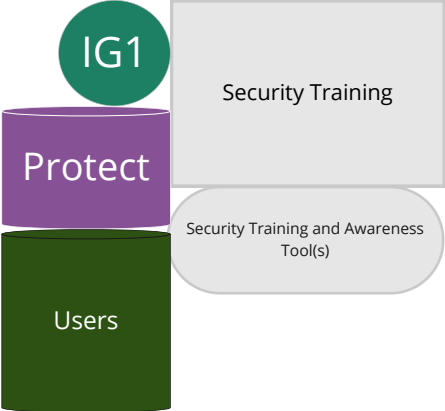 IG1
Security Training
Protect
Security Training and Awareness
Tool(s)
Users